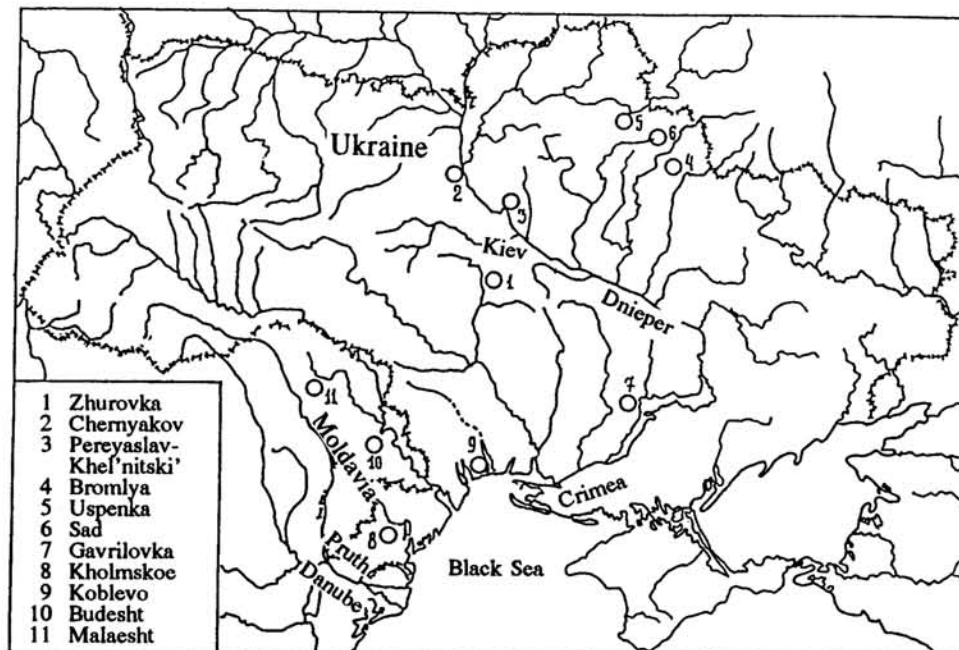 Ukraine
5
6
4
2
3
Kiev
1
Dnieper
7
11
Moldavia
10
9
Crimea
8
Pruth
Black Sea
Danube
1 Zhurovka
2 Chernyakov
3 Pereyaslav-
Khel'nitski'
4 Bromlya
5 Uspenka
6 Sad
7 Gavrilovka
8 Kholmskoe
9 Koblevo
10 Budesht
11 Malaesht